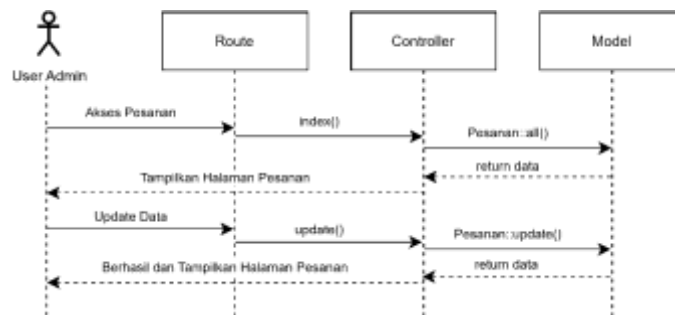 Route
Controller
Model
User Admin
Akses Pesanan
index()
Pesanan::all()
return data
Tampilkan Halaman Pesanan
Update Data
update()
Pesanan::update()
return data
Berhasil dan Tampilkan Halaman Pesanan